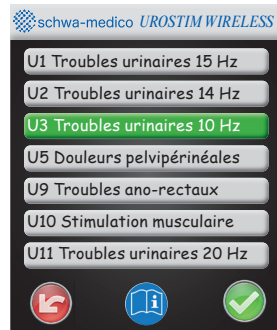 schwa-medico UROSTIM WIRELESS
U1 Troubles urinaires 15 Hz
U2 Troubles urinaires 14 Hz
U3 Troubles urinaires 10 Hz
U5 Douleurs pelvipérinéales
U9 Troubles ano-rectaux
U10 Stimulation musculaire
U11 Troubles urinaires 20 Hz
i